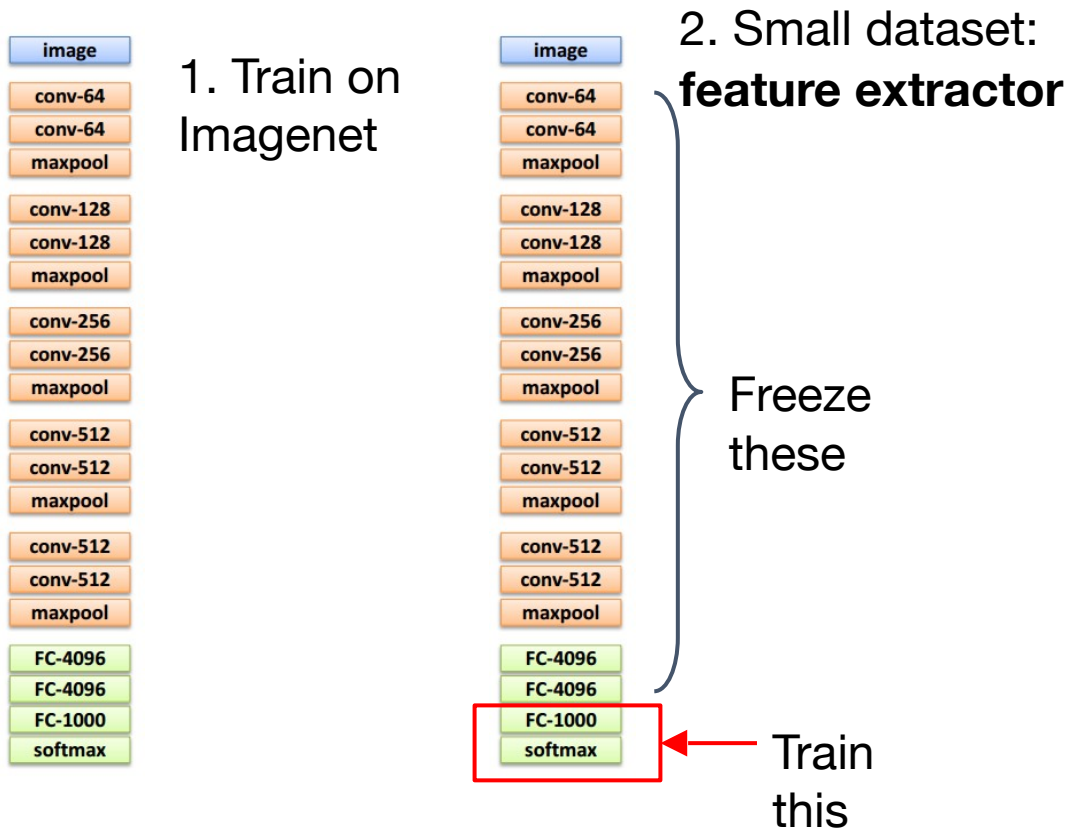 image
conv-64
conv-64
maxpool
conv-128
conv-128
maxpool
conv-256
conv-256
maxpool
conv-512
conv-512
maxpool
conv-512
conv-512
maxpool
FC-4096
FC-4096
FC-1000
softmax
1. Train on
Imagenet
image
conv-64
conv-64
maxpool
conv-128
conv-128
maxpool
conv-256
conv-256
maxpool
conv-512
conv-512
maxpool
conv-512
conv-512
maxpool
FC-4096
FC-4096
FC-1000
softmax
2. Small dataset:
feature extractor
Freeze
these
Train
this